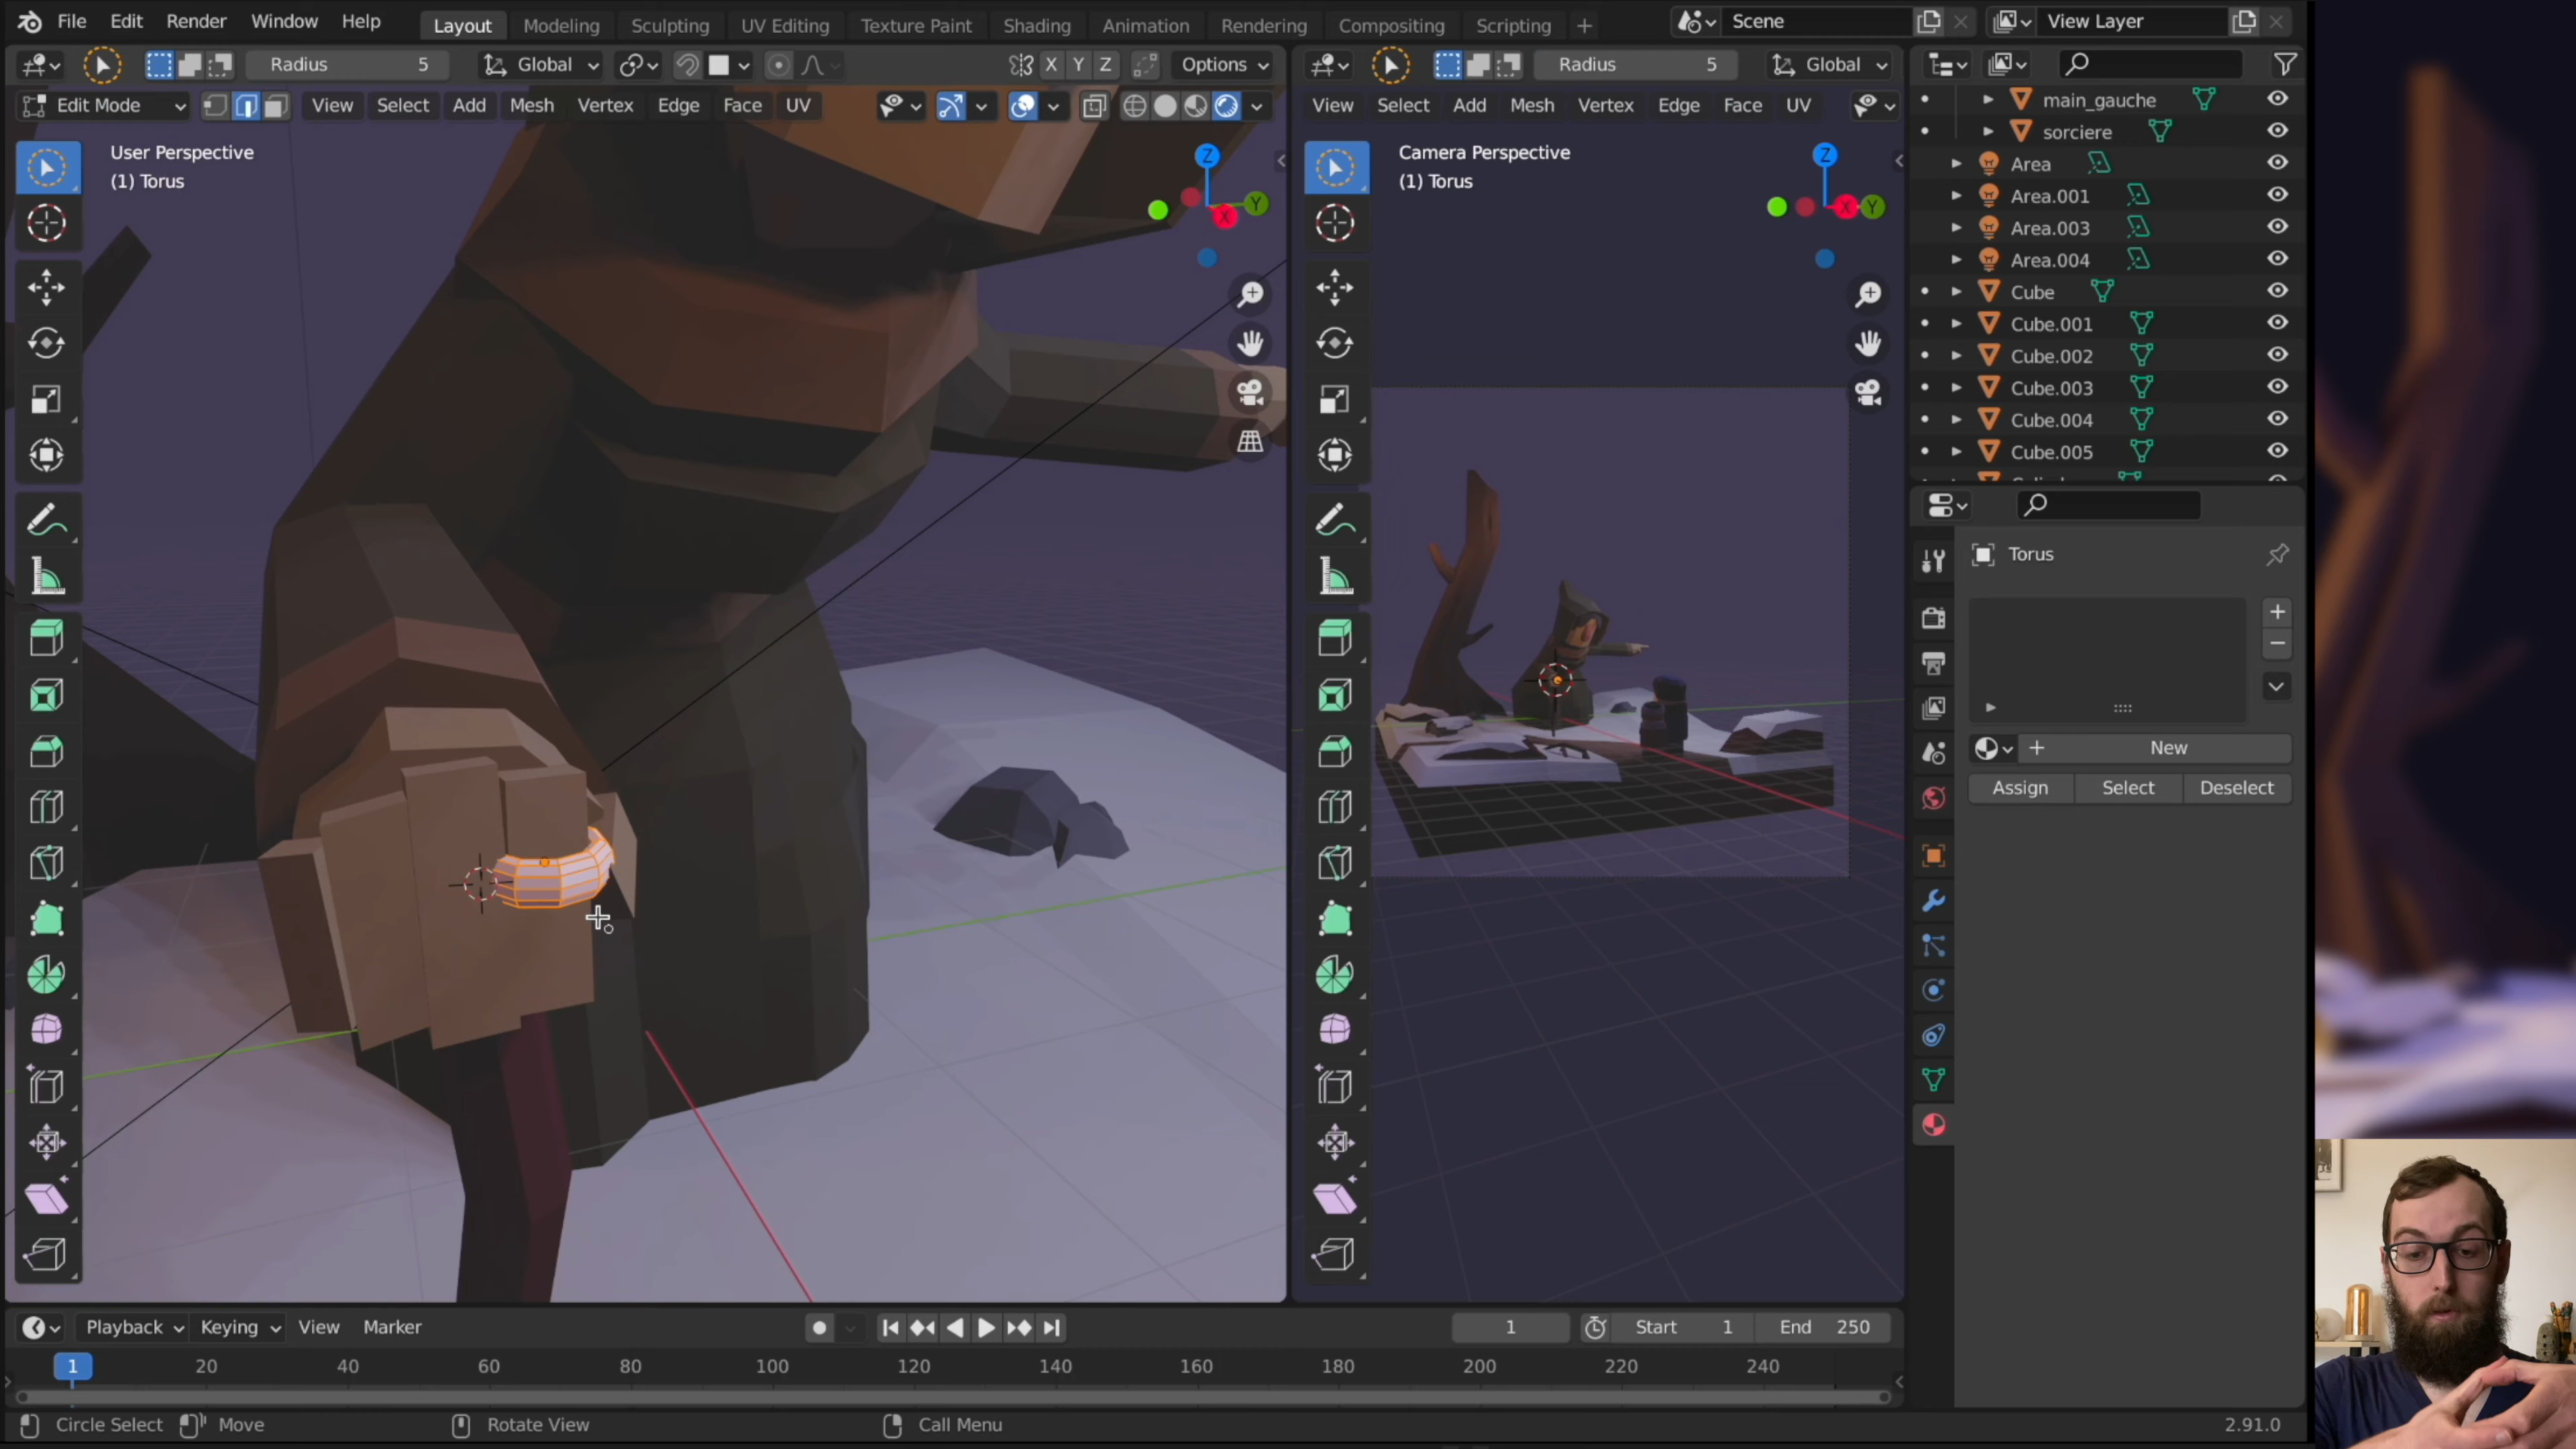 File Edit Render Window Help Layout Modeling Sculpting UV Editing Texture Paint Shading Animation Rendering Compositing Scripting + Scene View Layer
Radius 5 Global X Y Z Options Radius 5 Global
Edit Mode View Select Add Mesh Vertex Edge Face UV View Select Add Mesh Vertex Edge Face UV
User Perspective
(1) Torus
Z
Y
X
Camera Perspective
(1) Torus
Z
X
Y
main_gauche
sorciere
Area
Area.001
Area.003
Area.004
Cube
Cube.001
Cube.002
Cube.003
Cube.004
Cube.005
Torus
New
Assign Select Deselect
Playback Keying View Marker 1 Start 1 End 250
1 20 40 60 80 100 120 140 160 180 200 220 240
Circle Select Move Rotate View Call Menu 2.91.0